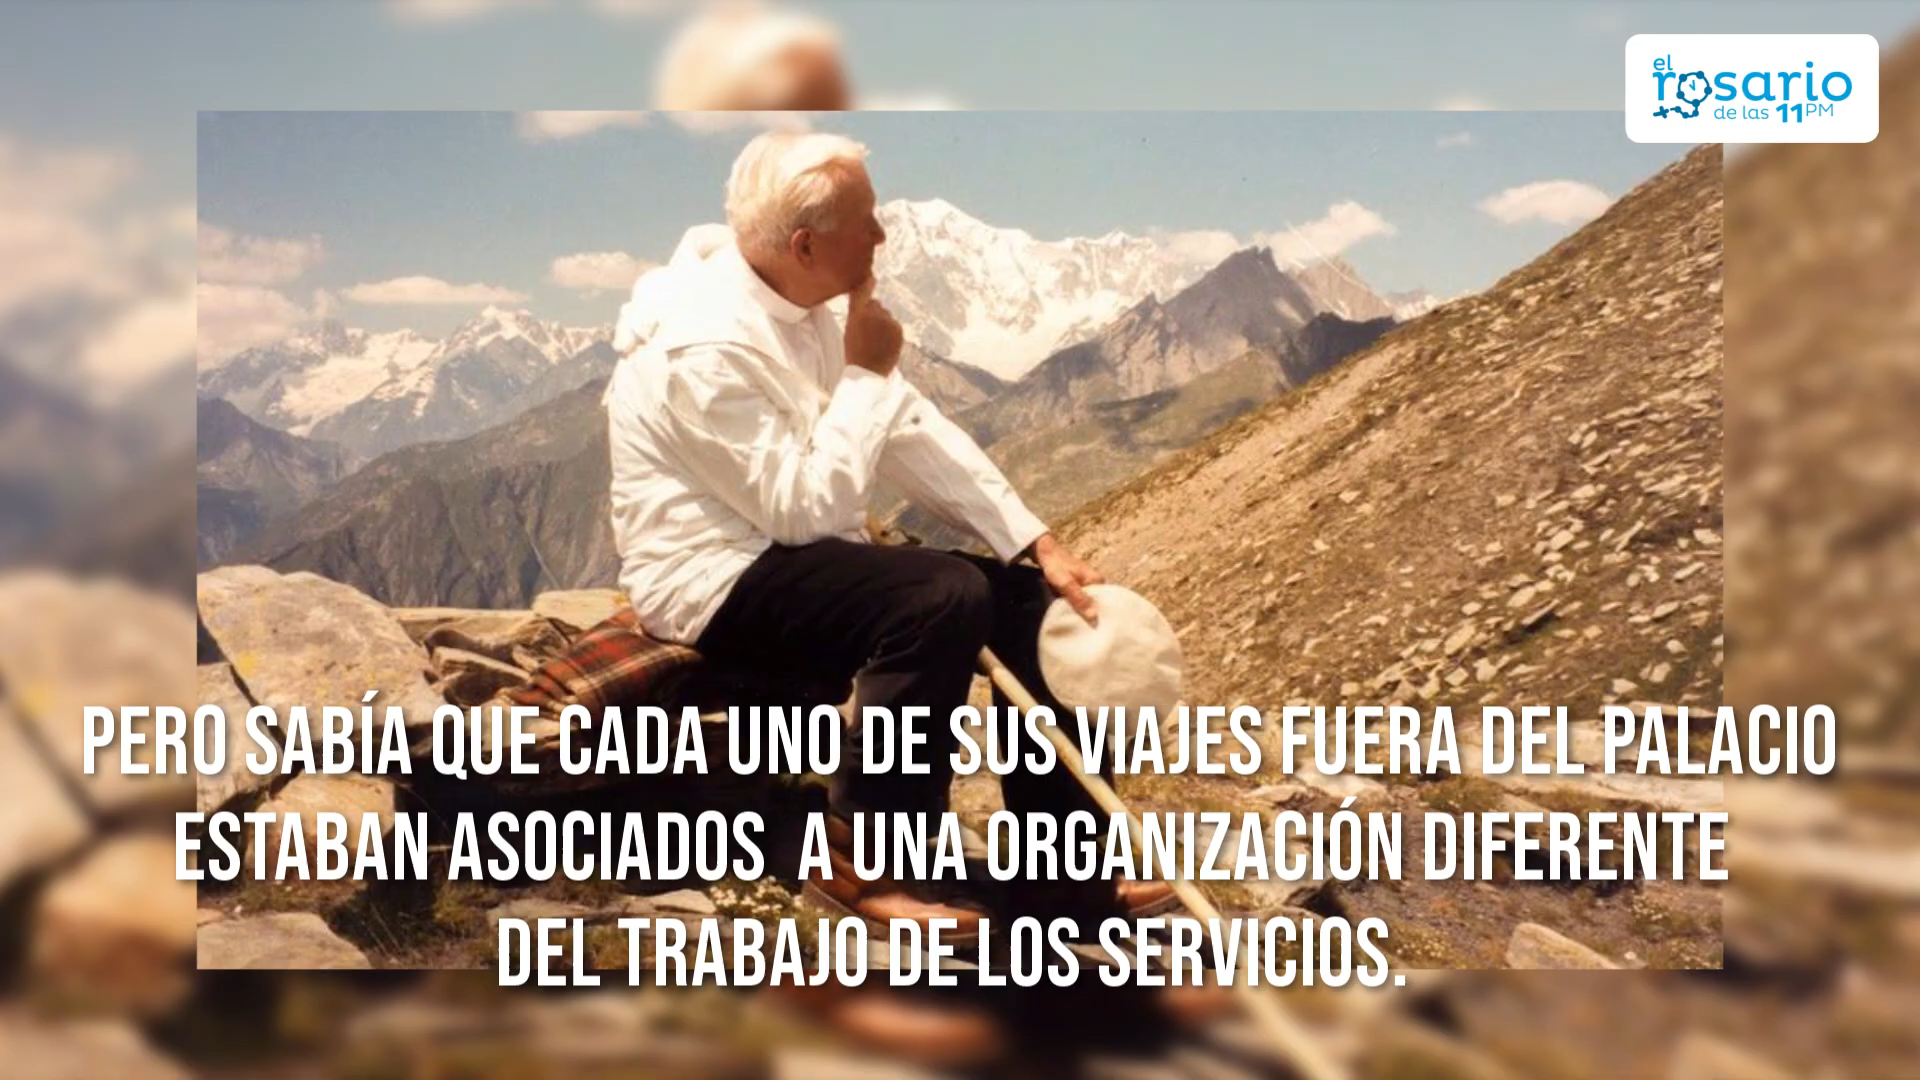 el
rosario
de las 11PM
PERO SABÍA QUE CADA UNO DE SUS VIAJES FUERA DEL PALACIO
ESTABAN ASOCIADOS  A UNA ORGANIZACIÓN DIFERENTE
DEL TRABAJO DE LOS SERVICIOS.